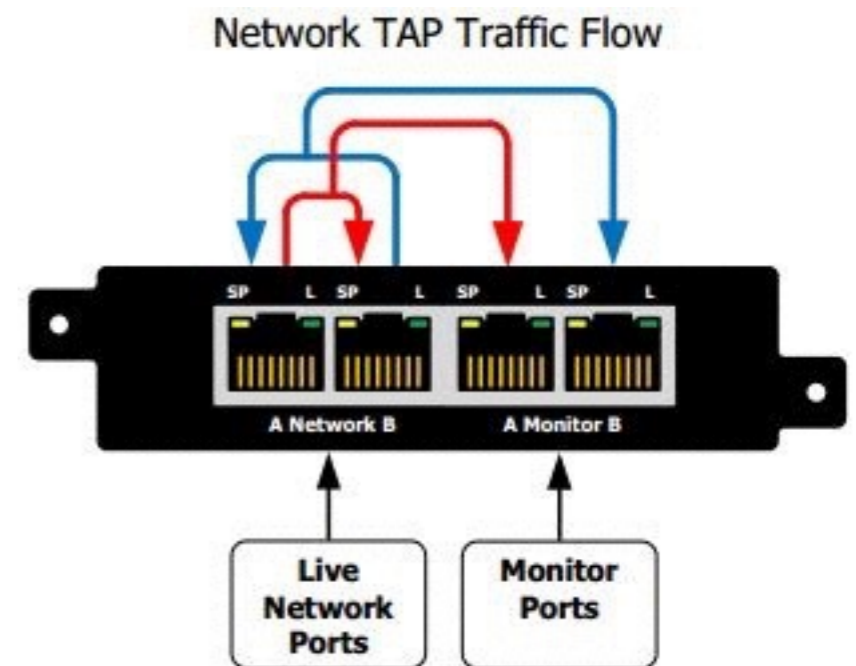 Network TAP Traffic Flow
SP L SP L SP L SP L
A Network B A Monitor B
Live
Network
Ports
Monitor
Ports